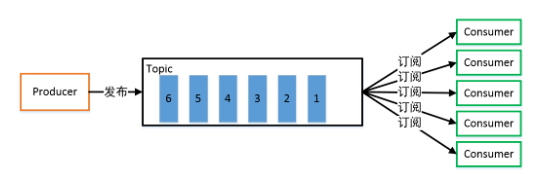 Producer
发布
Topic
6 5 4 3 2 1
订阅
订阅
订阅
订阅
订阅
Consumer
Consumer
Consumer
Consumer
Consumer